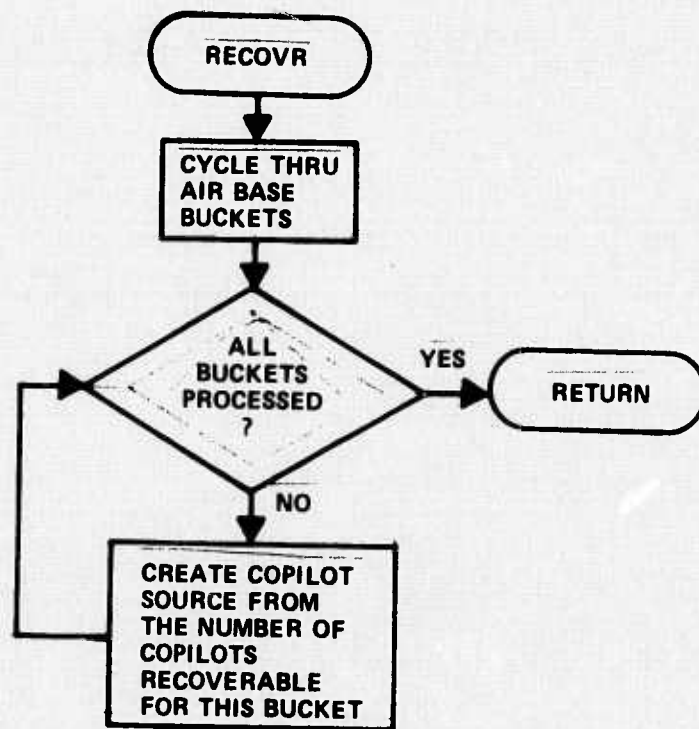 RECOVR
CYCLE THRU
AIR BASE
BUCKETS
ALL
BUCKETS
PROCESSED
?
YES
RETURN
NO
CREATE COPILOT
SOURCE FROM
THE NUMBER OF
COPILOTS
RECOVERABLE
FOR THIS BUCKET